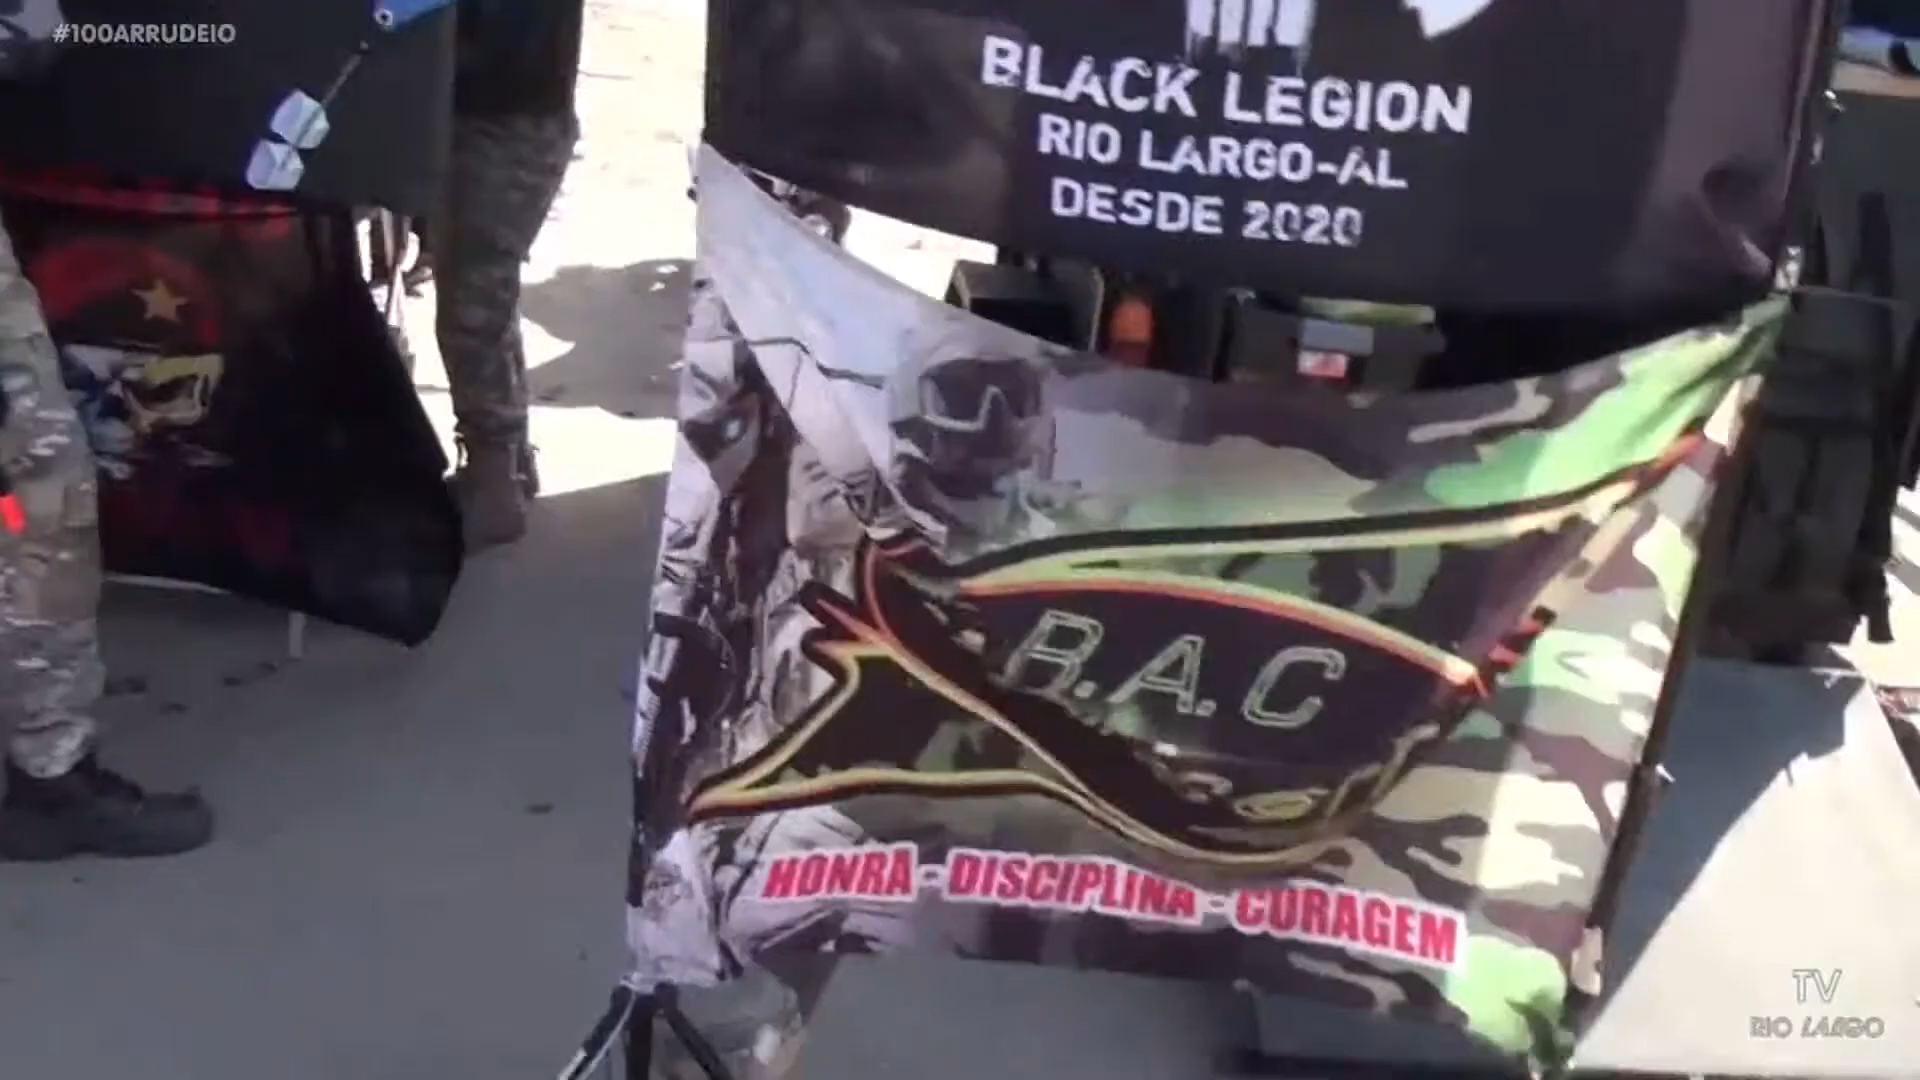 #100ARRUDEIO
BLACK LEGION
RIO LARGO-AL
DESDE 2020
B.A.C
HONRA - DISCIPLINA - CORAGEM
TV
RIO LARGO